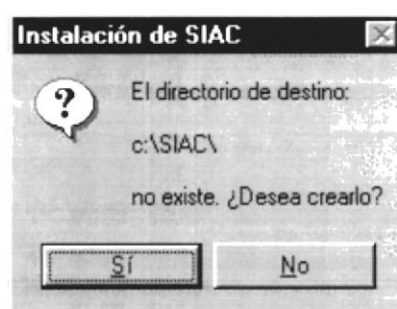 Instalación de SIAC
El directorio de destino:
c:\SIAC\
no existe. ¿Desea crearlo?
Sí
No